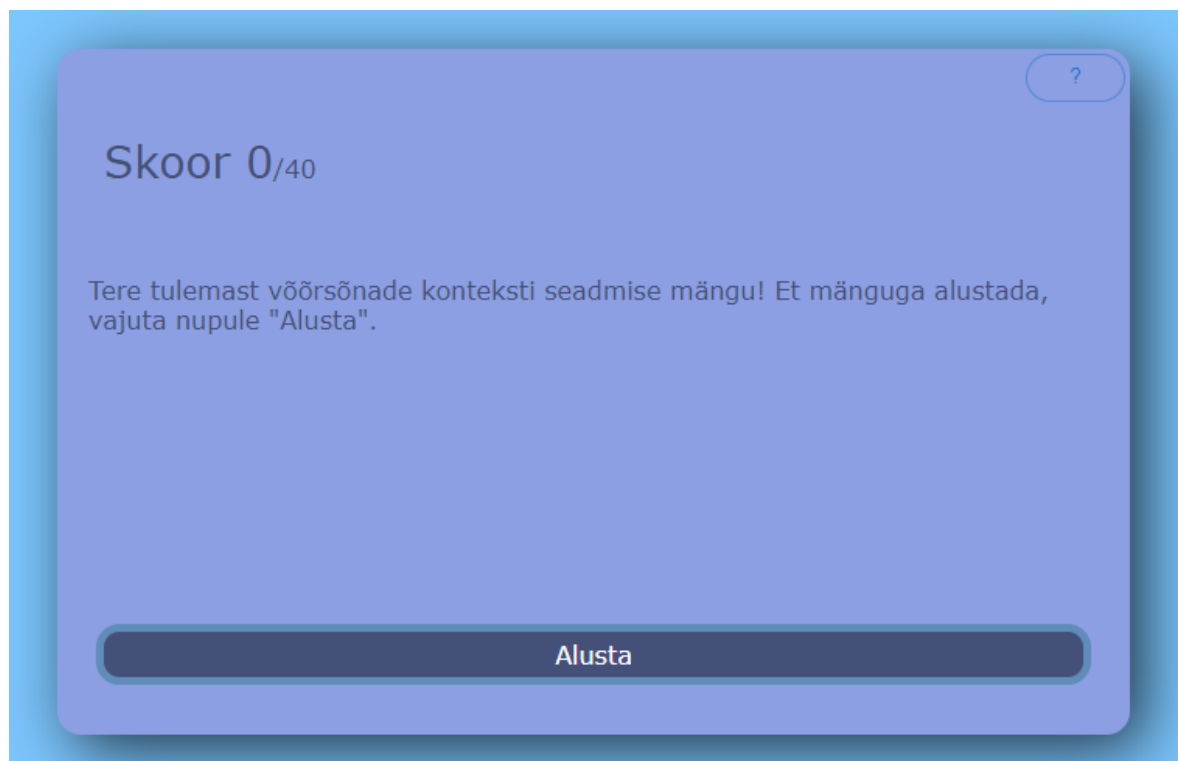 ?
Skoor 0/40
Tere tulemast võõrsõnade konteksti seadmise mängu! Et mänguga alustada,
vajuta nupule "Alusta".
Alusta